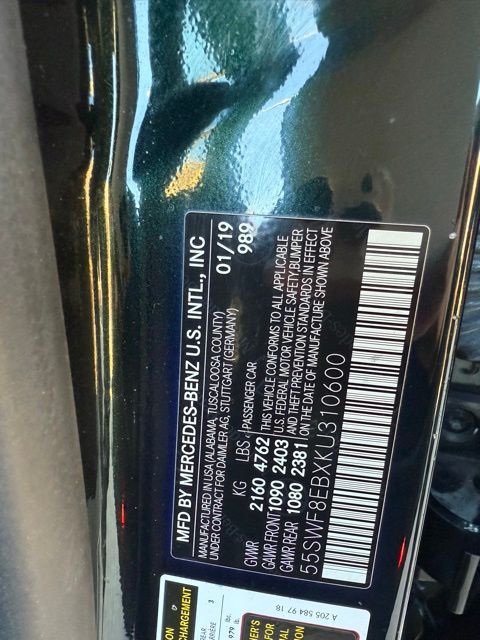 MFD BY MERCEDES-BENZ U.S. INTL., INC
MANUFACTURED IN USA (ALABAMA, TUSCALOOSA COUNTY) 01/19
UNDER CONTRACT FOR DAIMLER AG, STUTTGART (GERMANY) 989
KG LBS./PASSENGER CAR
GVWR 2160 4762 THIS VEHICLE CONFORMS TO ALL APPLICABLE
GAWR FRONT 1090 2403 U.S. FEDERAL MOTOR VEHICLE SAFETY, BUMPER
GAWR REAR 1080 2381 AND THEFT PREVENTION STANDARDS IN EFFECT
ON THE DATE OF MANUFACTURE SHOWN ABOVE
55SWF8EBXKU310600
CHARGEMENT
3
A 205 584 97 18